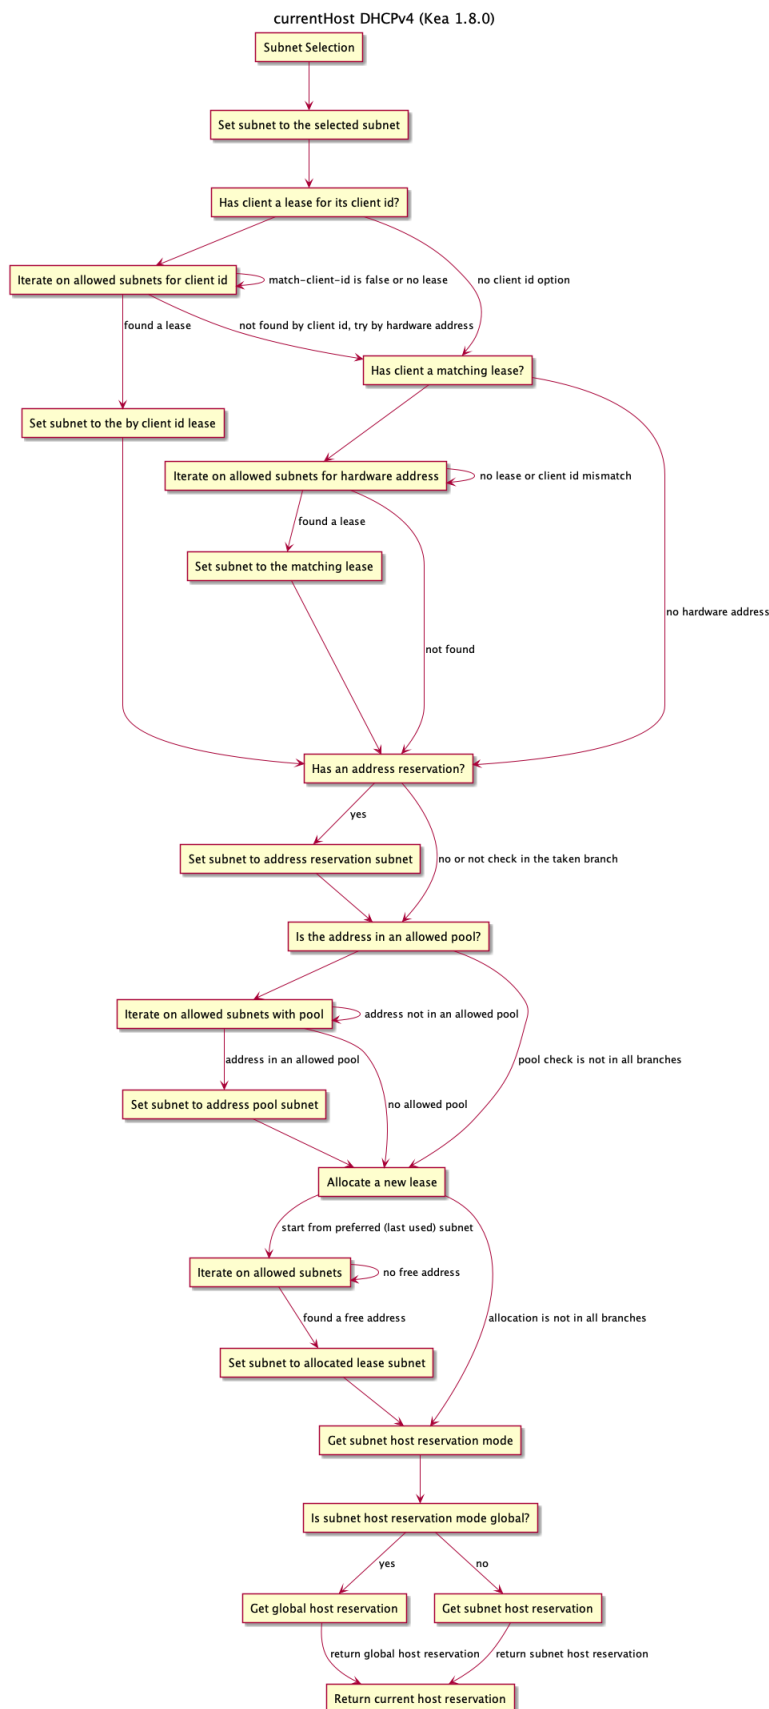 currentHost DHCPv4 (Kea 1.8.0)
Subnet Selection
Set subnet to the selected subnet
Has client a lease for its client id?
Iterate on allowed subnets for client id
match-client-id is false or no lease
no client id option
found a lease
not found by client id, try by hardware address
Has client a matching lease?
Set subnet to the by client id lease
Iterate on allowed subnets for hardware address
no lease or client id mismatch
found a lease
Set subnet to the matching lease
no hardware address
not found
Has an address reservation?
yes
Set subnet to address reservation subnet
no or not check in the taken branch
Is the address in an allowed pool?
Iterate on allowed subnets with pool
address not in an allowed pool
address in an allowed pool
pool check is not in all branches
Set subnet to address pool subnet
no allowed pool
Allocate a new lease
start from preferred (last used) subnet
Iterate on allowed subnets
no free address
found a free address
allocation is not in all branches
Set subnet to allocated lease subnet
Get subnet host reservation mode
Is subnet host reservation mode global?
yes
no
Get global host reservation
Get subnet host reservation
return global host reservation
return subnet host reservation
Return current host reservation